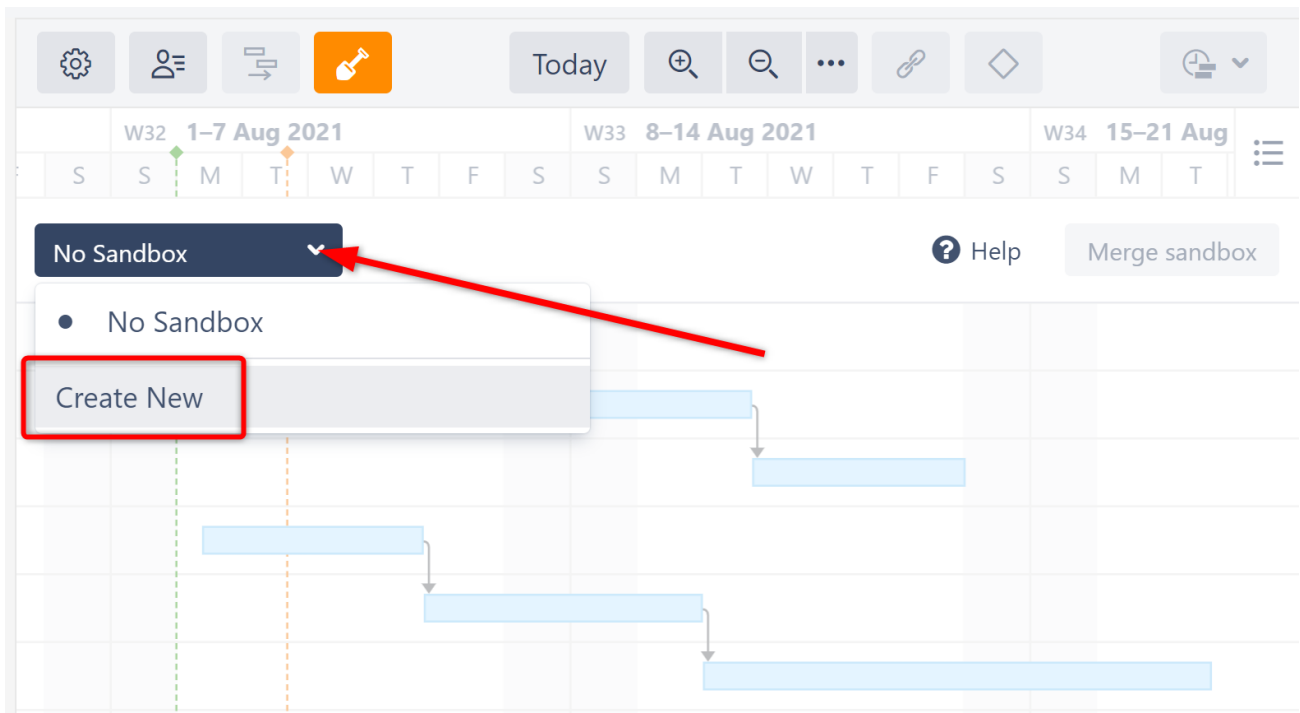 Today
W32 1–7 Aug 2021 W33 8–14 Aug 2021 W34 15–21 Aug
S S M T W T F S S M T W T F S S M T
No Sandbox
Help
Merge sandbox
No Sandbox
Create New